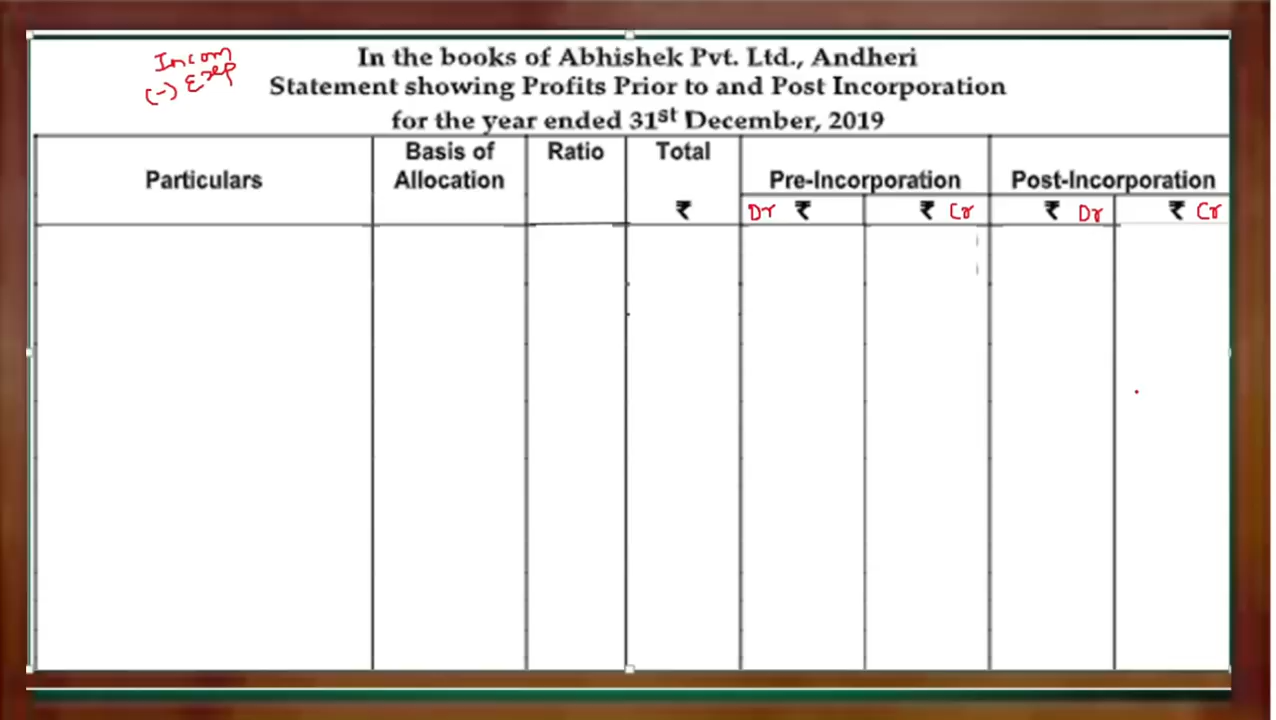 Incom
(-) Exep
In the books of Abhishek Pvt. Ltd., Andheri
Statement showing Profits Prior to and Post Incorporation
for the year ended 31st December, 2019
Particulars
Basis of Allocation
Ratio
Total ₹
Pre-Incorporation
Post-Incorporation
Dr ₹
₹ Cr
₹ Dr
₹ Cr